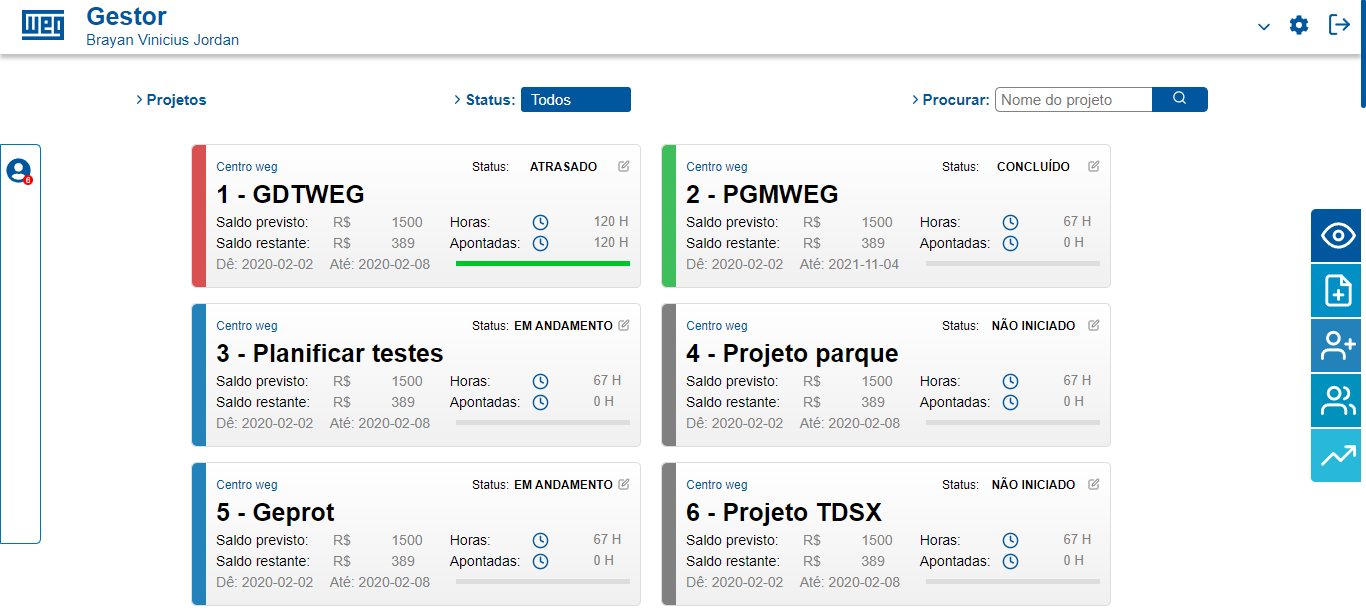 weg Gestor
Brayan Vinicius Jordan
Projetos Status: Todos Procurar: Nome do projeto
6
Centro weg Status: ATRASADO
1 - GDTWEG
Saldo previsto: R$ 1500 Horas: 120 H
Saldo restante: R$ 389 Apontadas: 120 H
Dê: 2020-02-02 Até: 2020-02-08
Centro weg Status: CONCLUÍDO
2 - PGMWEG
Saldo previsto: R$ 1500 Horas: 67 H
Saldo restante: R$ 389 Apontadas: 0 H
Dê: 2020-02-02 Até: 2021-11-04
Centro weg Status: EM ANDAMENTO
3 - Planificar testes
Saldo previsto: R$ 1500 Horas: 67 H
Saldo restante: R$ 389 Apontadas: 0 H
Dê: 2020-02-02 Até: 2020-02-08
Centro weg Status: NÃO INICIADO
4 - Projeto parque
Saldo previsto: R$ 1500 Horas: 67 H
Saldo restante: R$ 389 Apontadas: 0 H
Dê: 2020-02-02 Até: 2020-02-08
Centro weg Status: EM ANDAMENTO
5 - Geprot
Saldo previsto: R$ 1500 Horas: 67 H
Saldo restante: R$ 389 Apontadas: 0 H
Dê: 2020-02-02 Até: 2020-02-08
Centro weg Status: NÃO INICIADO
6 - Projeto TDSX
Saldo previsto: R$ 1500 Horas: 67 H
Saldo restante: R$ 389 Apontadas: 0 H
Dê: 2020-02-02 Até: 2020-02-08